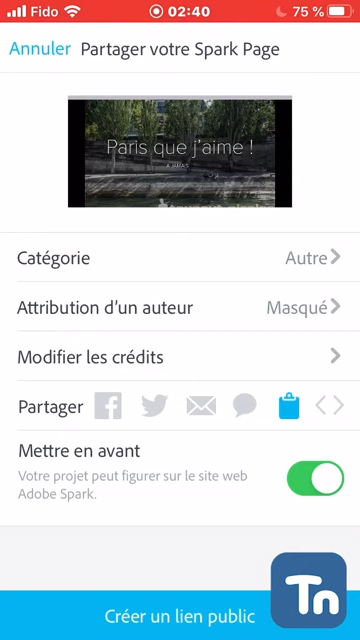 Fido 02:40 75 %
Annuler Partager votre Spark Page
Paris que j'aime !
Catégorie Autre
Attribution d'un auteur Masqué
Modifier les crédits
Partager
Mettre en avant
Votre projet peut figurer sur le site web
Adobe Spark.
Créer un lien public
Tn